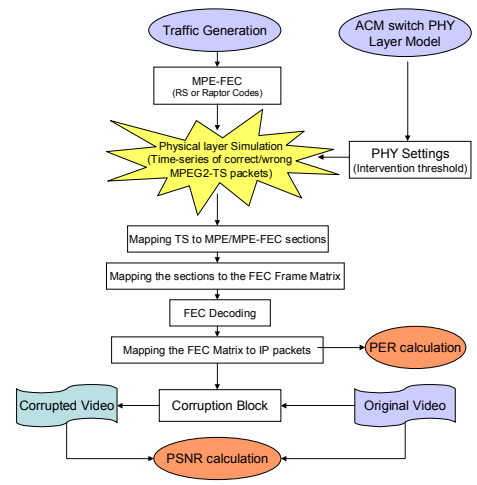 Traffic Generation
ACM switch PHY
Layer Model
MPE-FEC
(RS or Raptor Codes)
Physical layer Simulation
(Time-series of correct/wrong
MPEG2-TS packets)
PHY Settings
(Intervention threshold)
Mapping TS to MPE/MPE-FEC sections
Mapping the sections to the FEC Frame Matrix
FEC Decoding
Mapping the FEC Matrix to IP packets
PER calculation
Corrupted Video
Corruption Block
Original Video
PSNR calculation